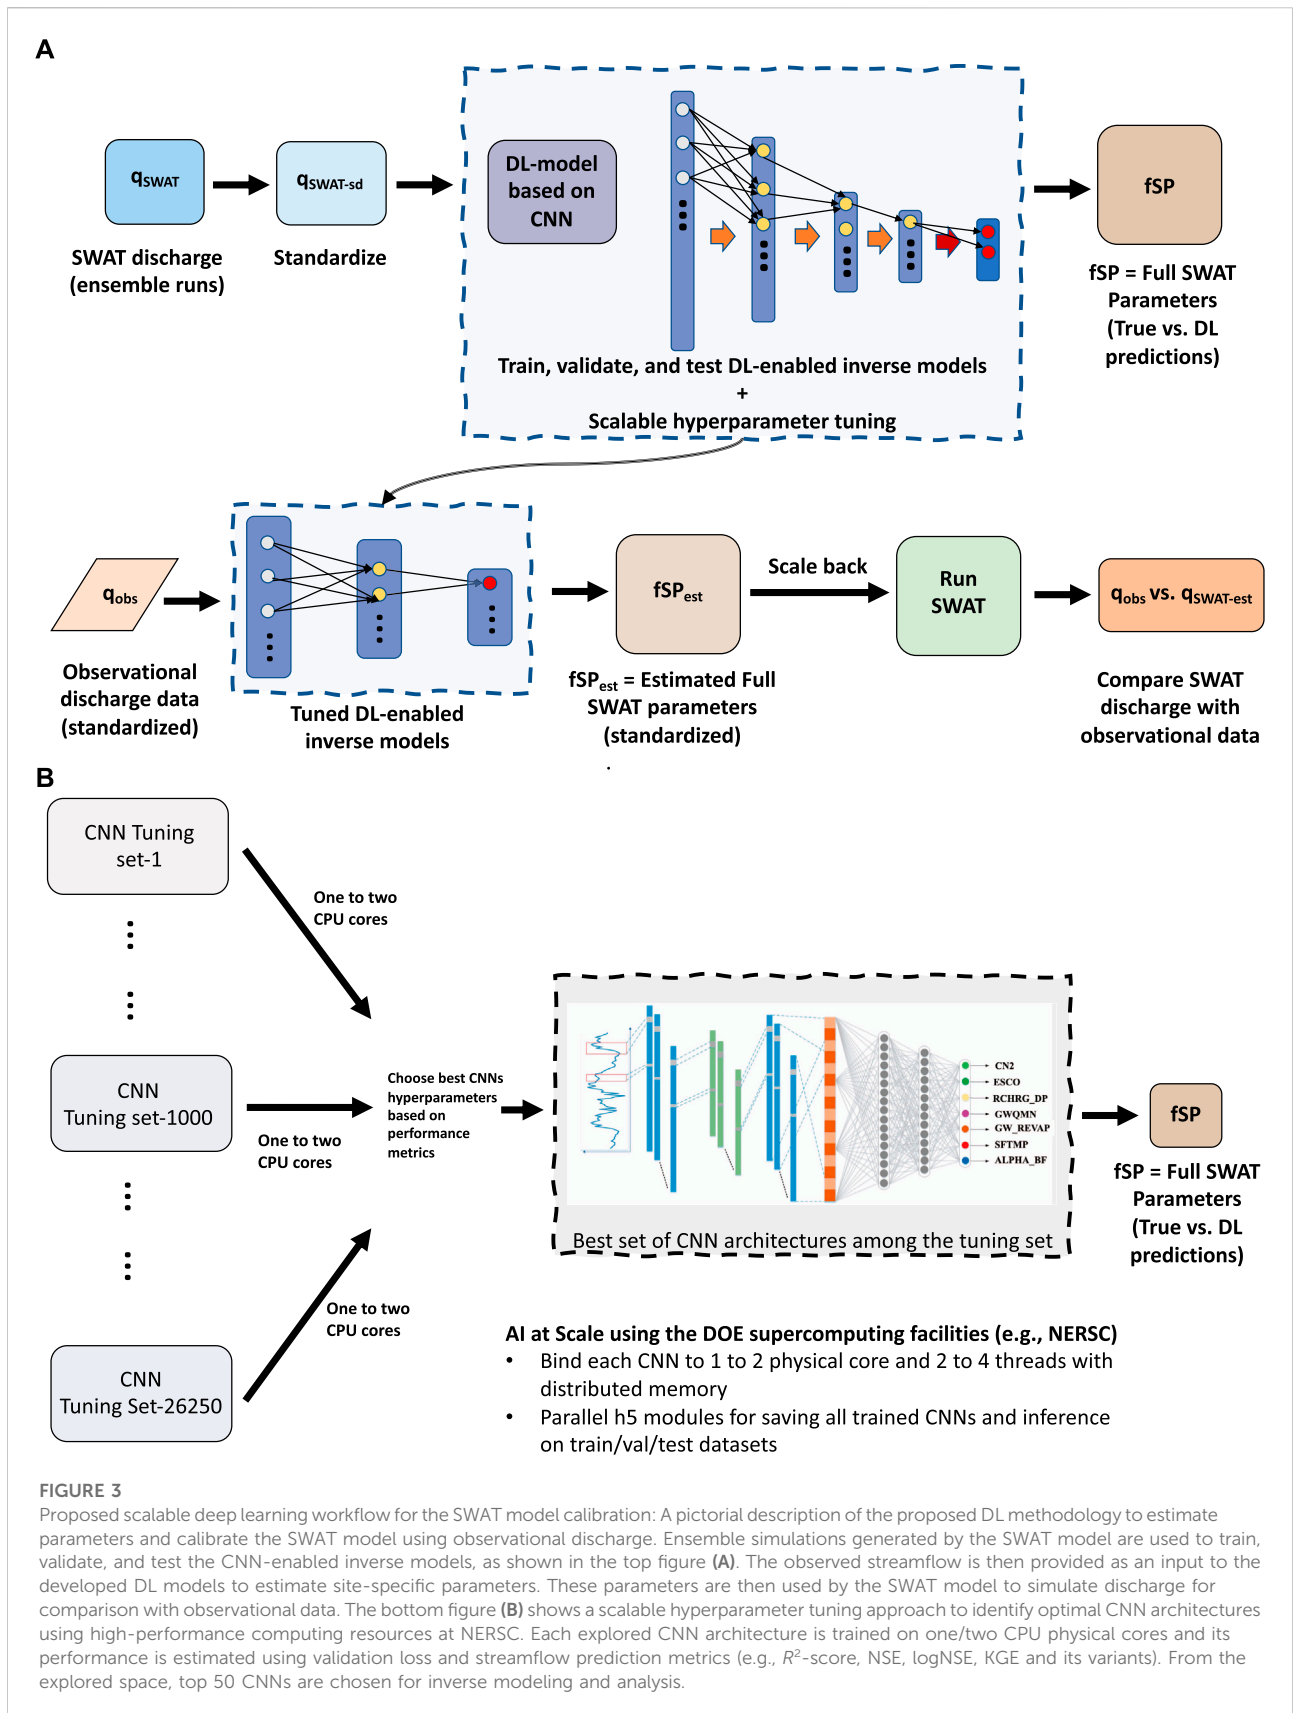 A
qSWAT
SWAT discharge
(ensemble runs)
qSWAT-sd
Standardize
DL-model
based on
CNN
Train, validate, and test DL-enabled inverse models
+
Scalable hyperparameter tuning
fSP
fSP = Full SWAT
Parameters
(True vs. DL
predictions)
qobs
Observational
discharge data
(standardized)
Tuned DL-enabled
inverse models
fSPest
fSPest = Estimated Full
SWAT parameters
(standardized)
.
Scale back
Run
SWAT
qobs vs. qSWAT-est
Compare SWAT
discharge with
observational data
B
CNN Tuning
set-1
One to two
CPU cores
CNN
Tuning set-1000
One to two
CPU cores
CNN
Tuning Set-26250
One to two
CPU cores
Choose best CNNs
hyperparameters
based on
performance
metrics
CN2
ESCO
RCHRG_DP
GWQMN
GW_REVAP
SFTMP
ALPHA_BF
Best set of CNN architectures among the tuning set
fSP
fSP = Full SWAT
Parameters
(True vs. DL
predictions)
AI at Scale using the DOE supercomputing facilities (e.g., NERSC)
• Bind each CNN to 1 to 2 physical core and 2 to 4 threads with
distributed memory
• Parallel h5 modules for saving all trained CNNs and inference
on train/val/test datasets
FIGURE 3
Proposed scalable deep learning workflow for the SWAT model calibration: A pictorial description of the proposed DL methodology to estimate
parameters and calibrate the SWAT model using observational discharge. Ensemble simulations generated by the SWAT model are used to train,
validate, and test the CNN-enabled inverse models, as shown in the top figure (A). The observed streamflow is then provided as an input to the
developed DL models to estimate site-specific parameters. These parameters are then used by the SWAT model to simulate discharge for
comparison with observational data. The bottom figure (B) shows a scalable hyperparameter tuning approach to identify optimal CNN architectures
using high-performance computing resources at NERSC. Each explored CNN architecture is trained on one/two CPU physical cores and its
performance is estimated using validation loss and streamflow prediction metrics (e.g., R²-score, NSE, logNSE, KGE and its variants). From the
explored space, top 50 CNNs are chosen for inverse modeling and analysis.